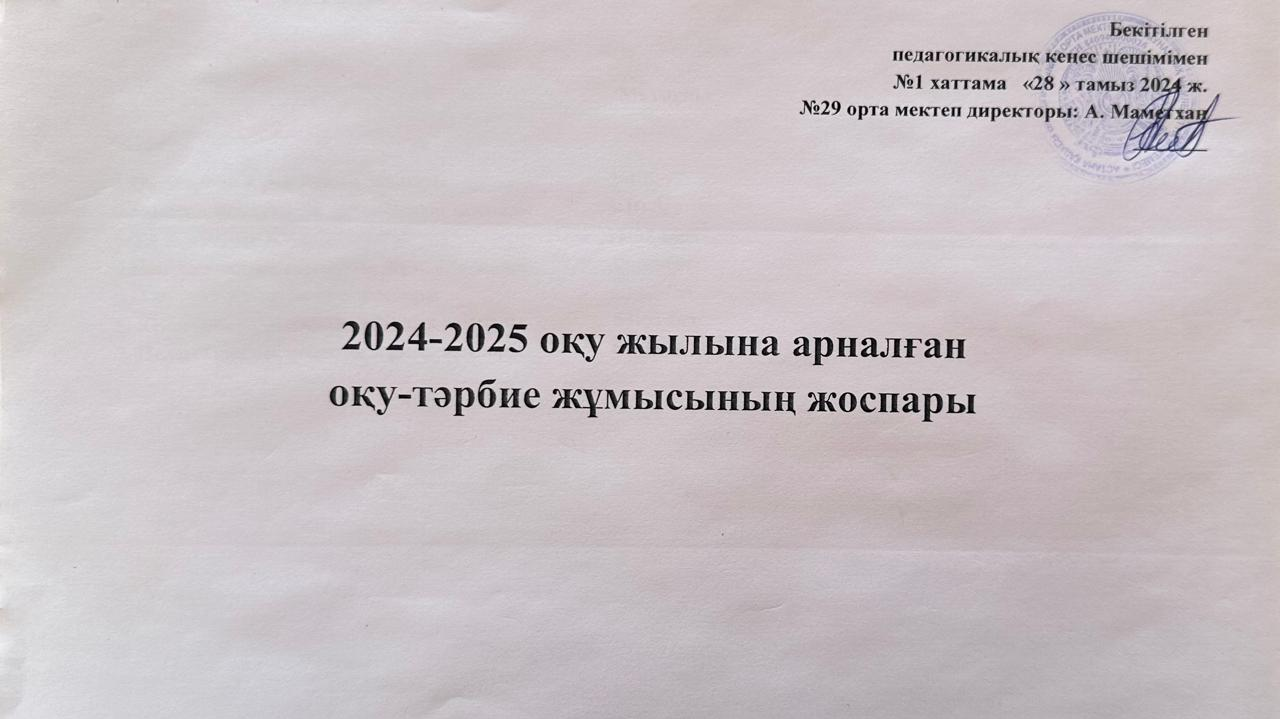 Бекітілген
педагогикалық кеңес шешімімен
№1 хаттама «28 » тамыз 2024 ж.
№29 орта мектеп директоры: А. Маметхан
2024-2025 оқу жылына арналған
оқу-тәрбие жұмысының жоспары